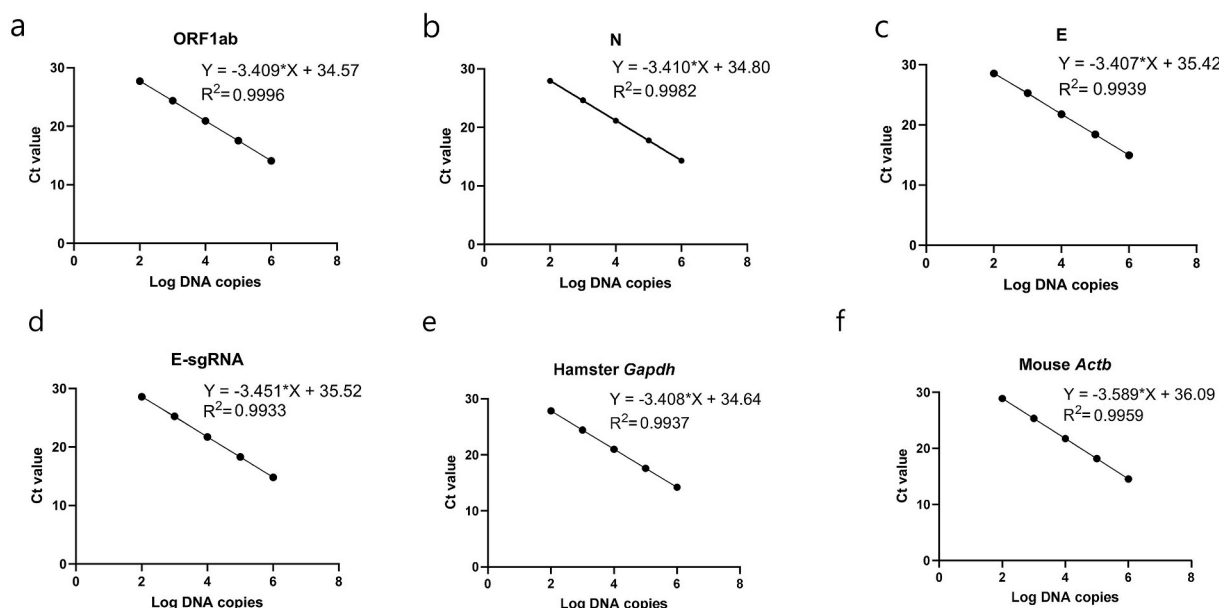 a
ORF1ab
Y = -3.409*X + 34.57
R²= 0.9996
Ct value
30
20
10
0
0 2 4 6 8
Log DNA copies
b
N
Y = -3.410*X + 34.80
R²= 0.9982
Ct value
30
20
10
0
0 2 4 6 8
Log DNA copies
c
E
Y = -3.407*X + 35.42
R²= 0.9939
Ct value
30
20
10
0
0 2 4 6 8
Log DNA copies
d
E-sgRNA
Y = -3.451*X + 35.52
R²= 0.9933
Ct value
30
20
10
0
0 2 4 6 8
Log DNA copies
e
Hamster Gapdh
Y = -3.408*X + 34.64
R²= 0.9937
Ct value
30
20
10
0
0 2 4 6 8
Log DNA copies
f
Mouse Actb
Y = -3.589*X + 36.09
R²= 0.9959
Ct value
30
20
10
0
0 2 4 6 8
Log DNA copies